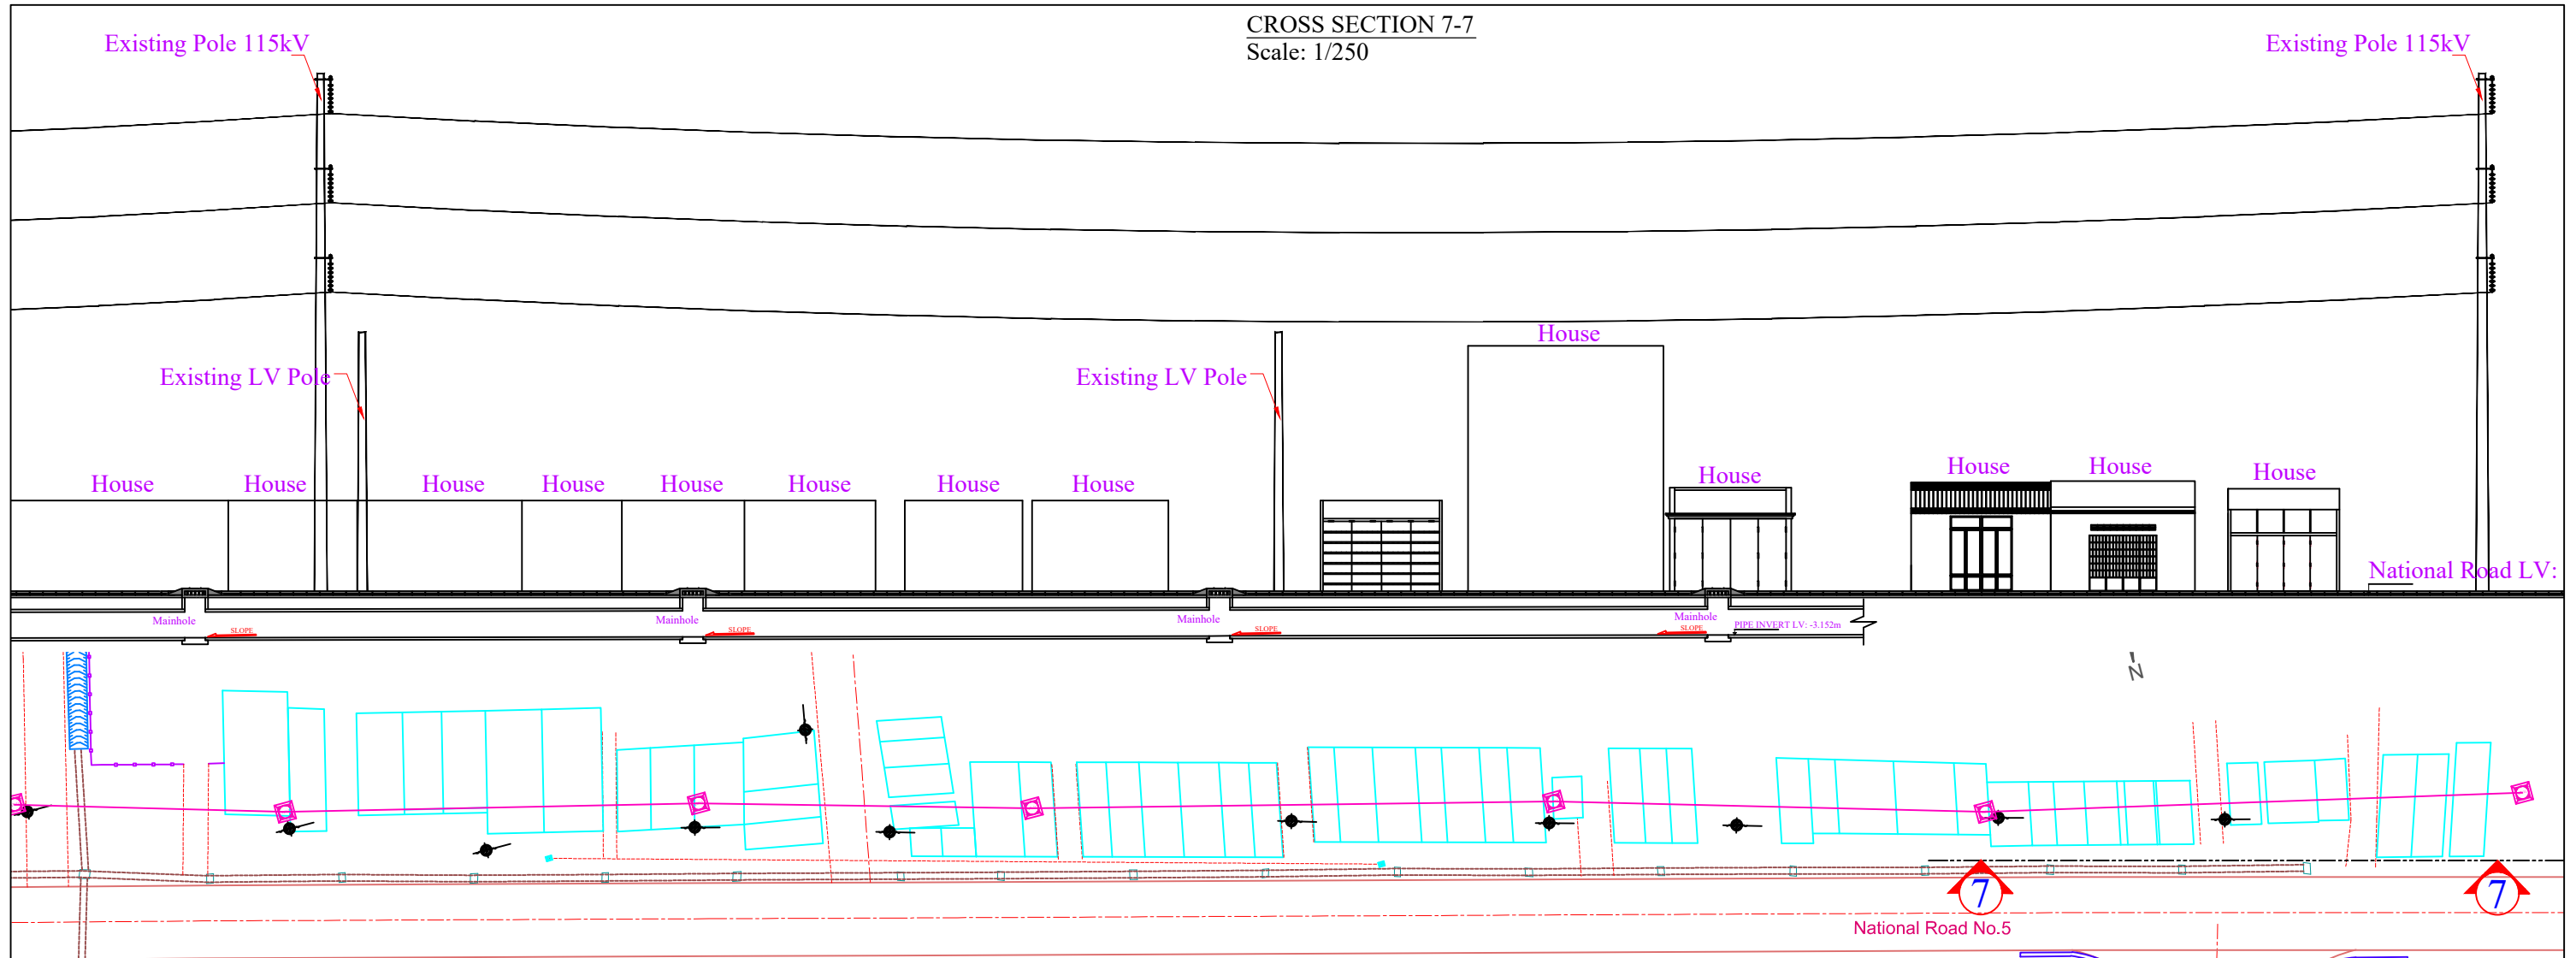 CROSS SECTION 7-7
Scale: 1/250
Existing Pole 115kV
Existing Pole 115kV
House
Existing LV Pole
Existing LV Pole
House
House
House
House
House
House
House
House
House
House
House
House
National Road LV:
Mainhole
Mainhole
Mainhole
Mainhole
PIPE INVERT LV: -3.152m
SLOPE
SLOPE
SLOPE
SLOPE
N
7
7
National Road No.5